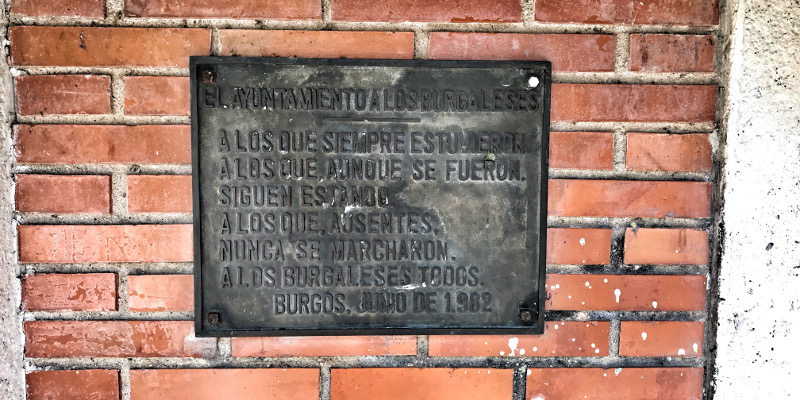 EL AYUNTAMIENTO A LOS BURGALESES
A LOS QUE SIEMPRE ESTUVIERON.
A LOS QUE, AUNQUE SE FUERON,
SIGUEN ESTANDO.
A LOS QUE, AUSENTES,
NUNCA SE MARCHARON.
A LOS BURGALESES TODOS.
BURGOS, JUNIO DE 1.982